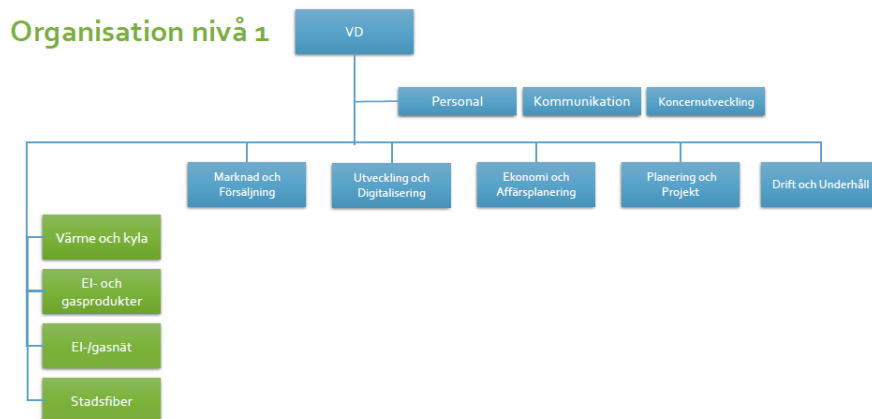 Organisation nivå 1
VD
Personal
Kommunikation
Koncernutveckling
Marknad och
Försäljning
Utveckling och
Digitalisering
Ekonomi och
Affärsplanering
Planering och
Projekt
Drift och Underhåll
Värme och kyla
El- och
gasprodukter
El-/gasnät
Stadsfiber